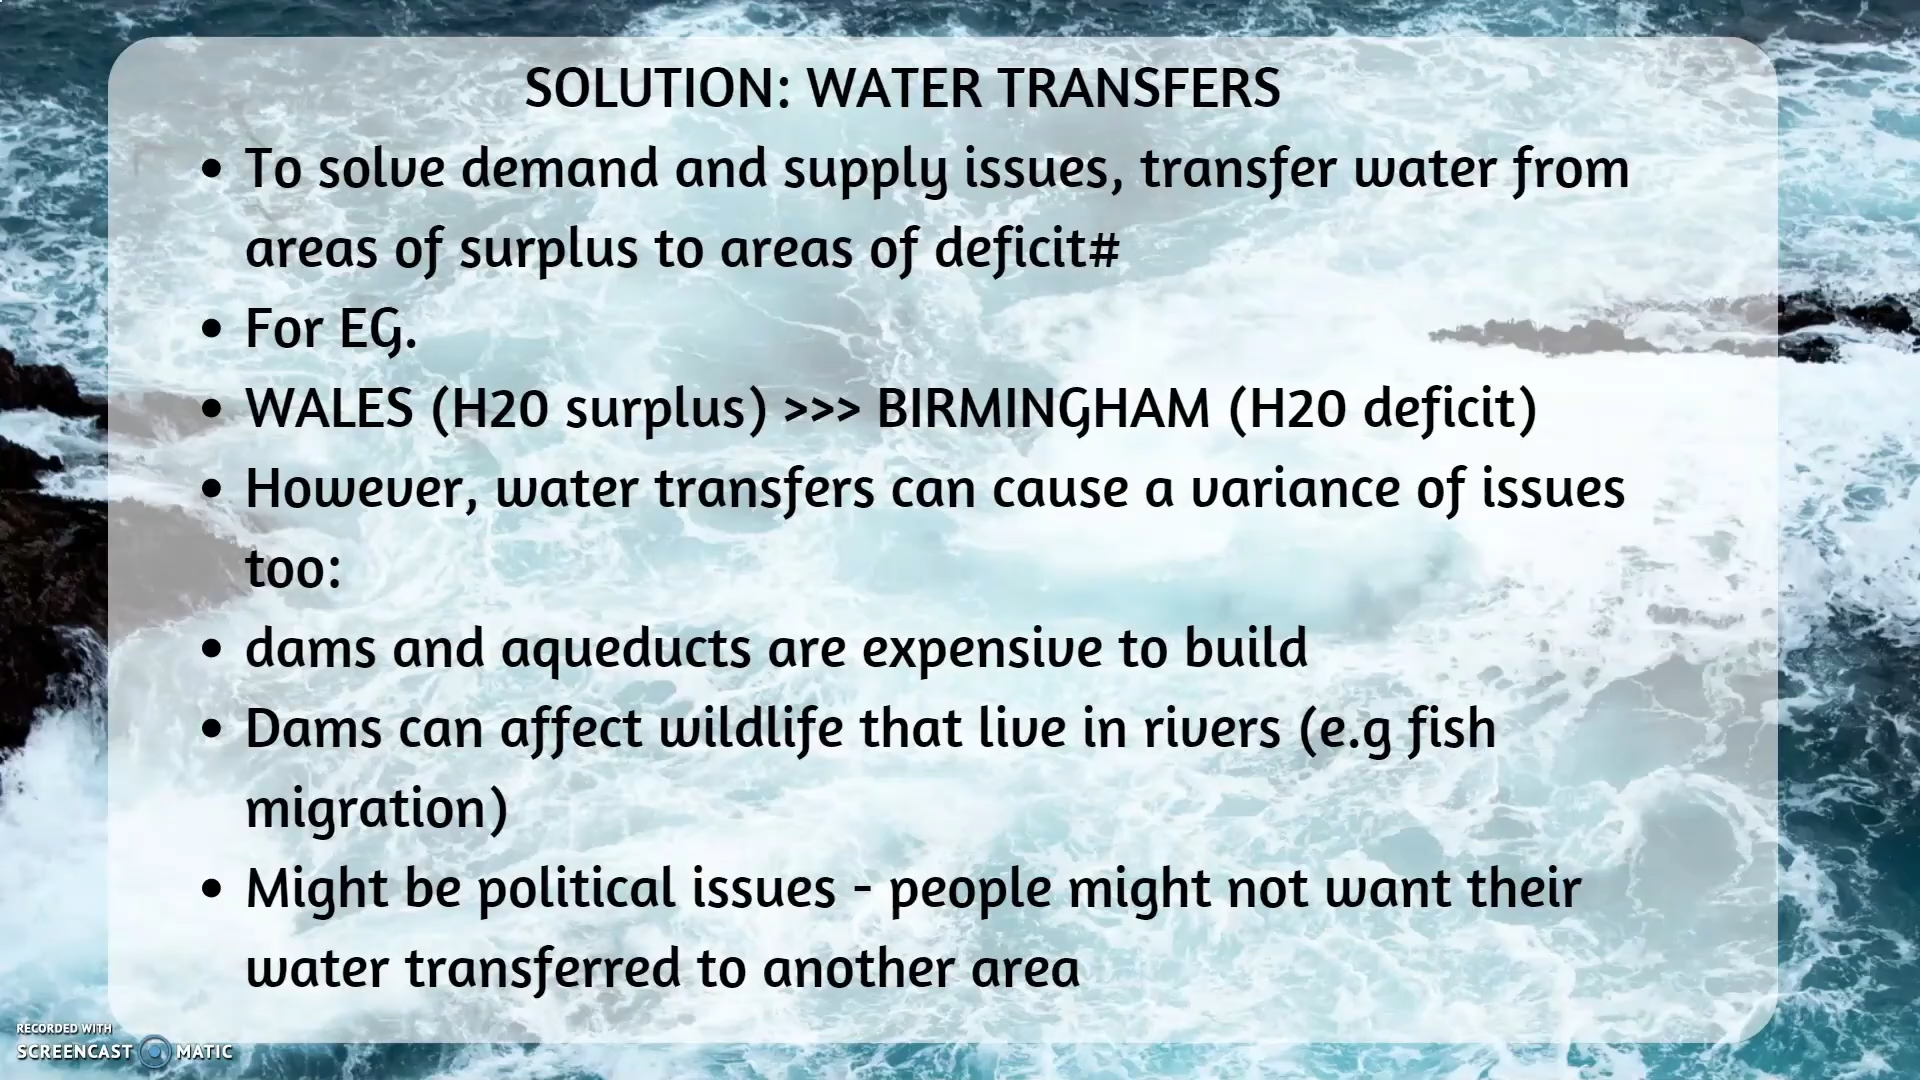 SOLUTION: WATER TRANSFERS
• To solve demand and supply issues, transfer water from
areas of surplus to areas of deficit#
• For EG.
• WALES (H20 surplus) >>> BIRMINGHAM (H20 deficit)
• However, water transfers can cause a variance of issues
too:
• dams and aqueducts are expensive to build
• Dams can affect wildlife that live in rivers (e.g fish
migration)
• Might be political issues - people might not want their
water transferred to another area
RECORDED WITH
SCREENCAST MATIC